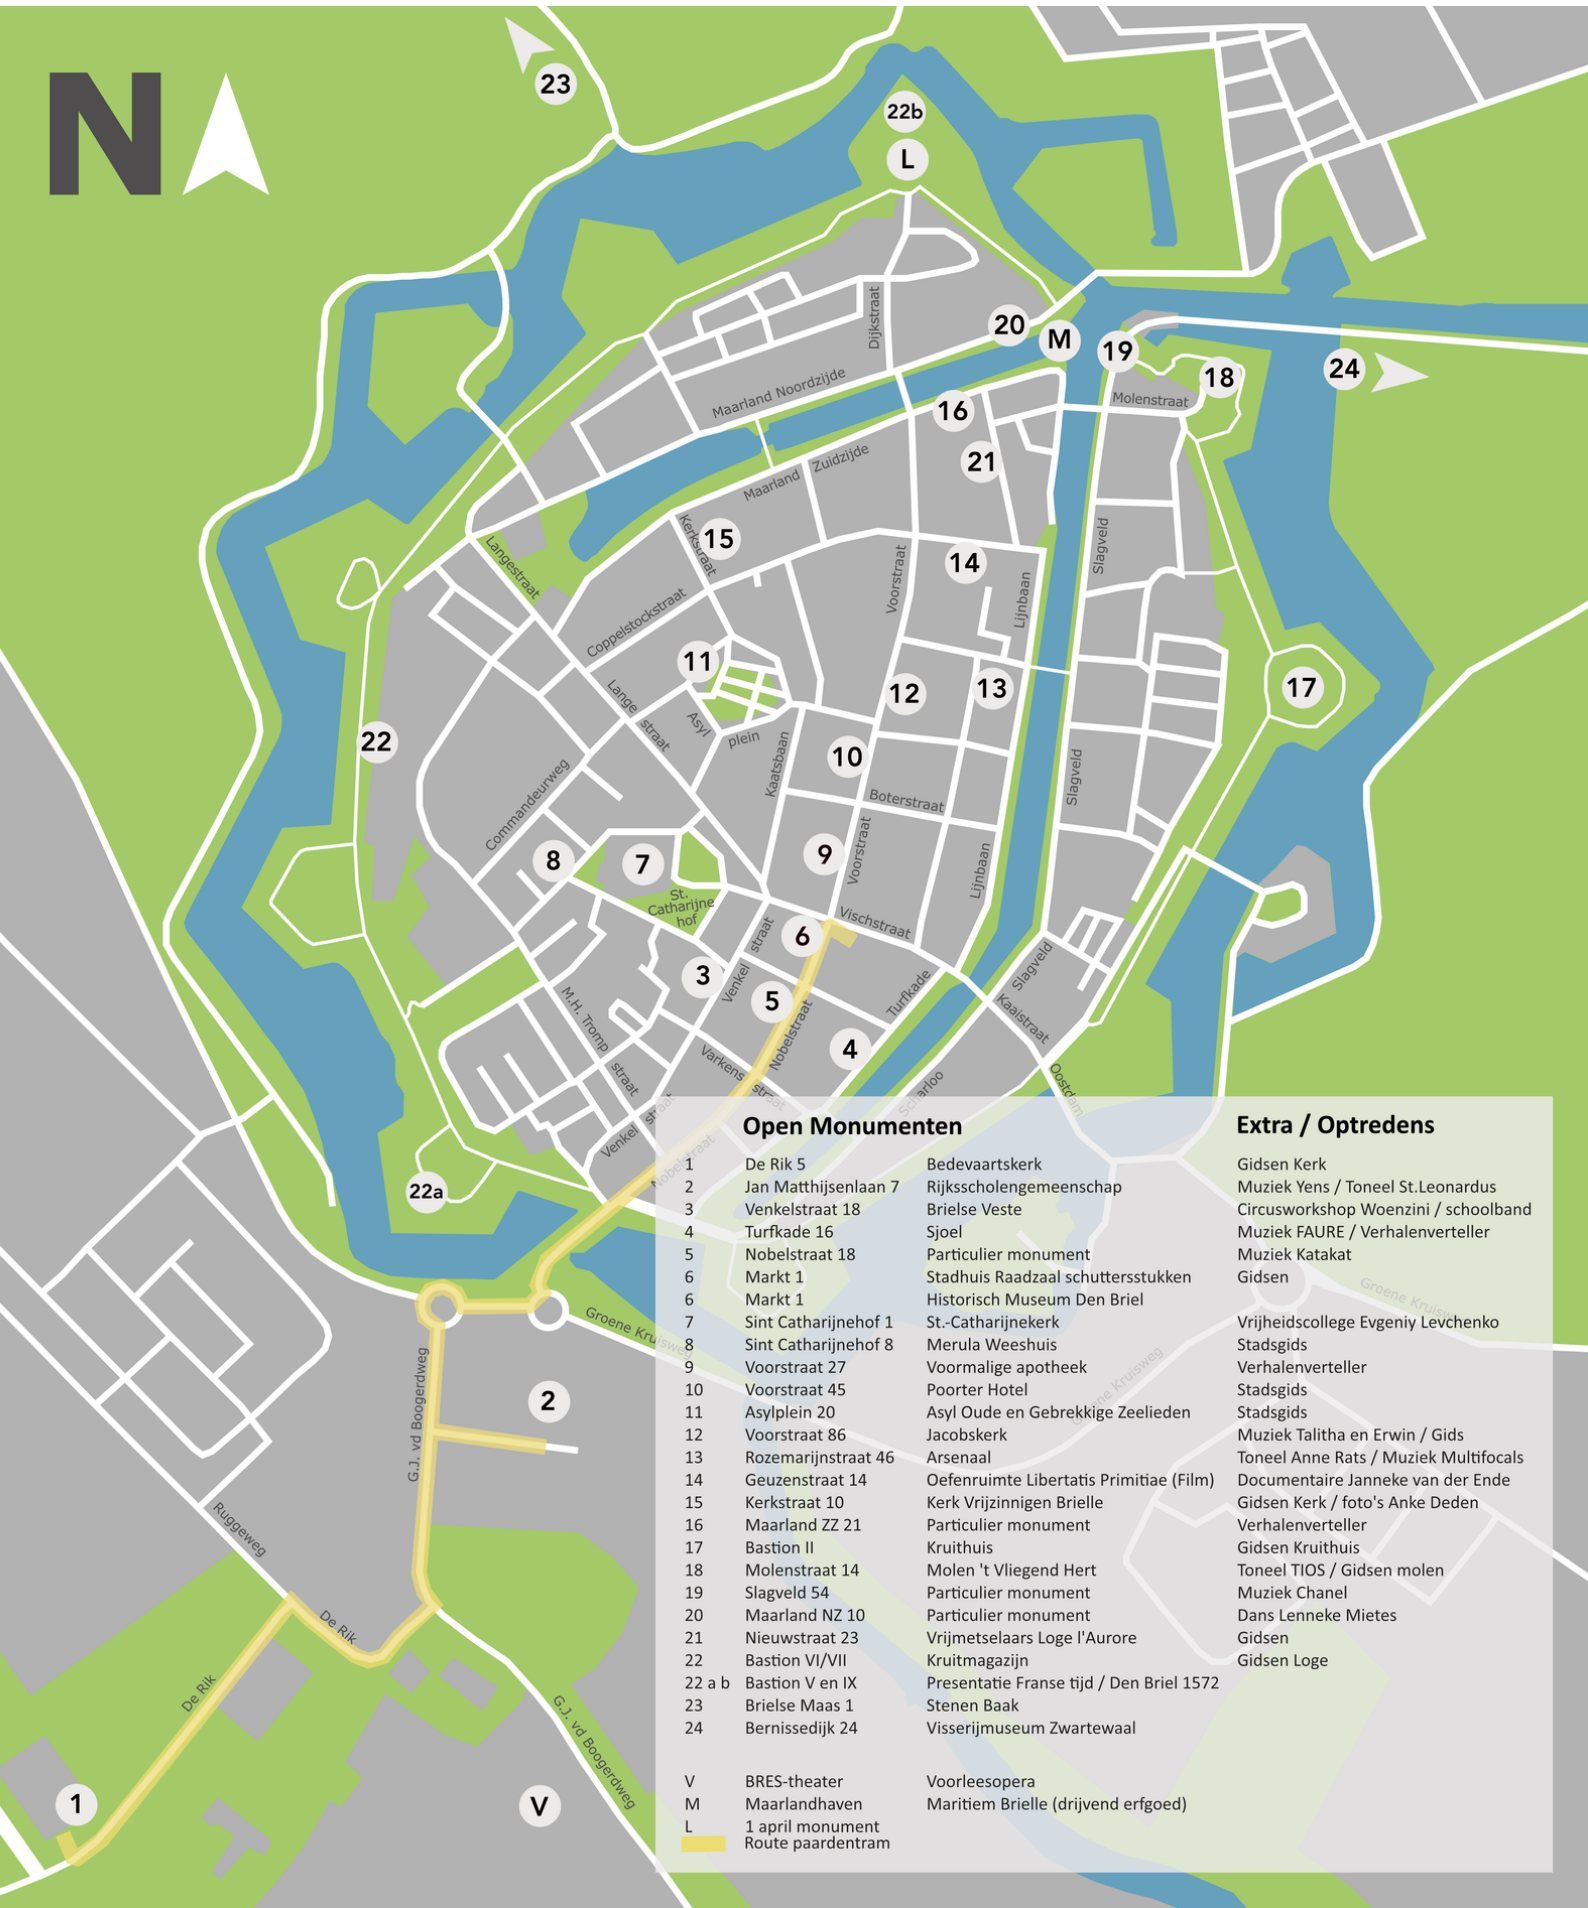 N
23
22b
L
20
M
19
18
24
Dijkstraat
Maarland Noordzijde
Molenstraat
16
21
Maarland Zuidzijde
15
Kerkstraat
Langestraat
14
Voorstraat
Lijnbaan
Slagveld
Coppelstockstraat
11
12
13
17
22
Lange straat
Asyl plein
10
Kaatsbaan
Slagveld
Commandeurweg
Boterstraat
8
7
9
Voorstraat
Lijnbaan
St.
Catharijne
hof
6
Vischstraat
3
Venkel straat
5
Turfkade
Slagveld
Kaaistraat
M.H. Tromp straat
Nobelstraat
4
Varkens straat
Oostdam
Scharloo
Venkel straat
Nobelstraat
22a
Groene Kruisweg
Groene Kruisweg
Groene Kruisweg
G.J. vd Boogerdweg
2
Ruggeweg
De Rik
De Rik
G.J. vd Boogerdweg
1
V
Open Monumenten Extra / Optredens
1 De Rik 5 Bedevaartskerk Gidsen Kerk
2 Jan Matthijsenlaan 7 Rijksscholengemeenschap Muziek Yens / Toneel St.Leonardus
3 Venkelstraat 18 Brielse Veste Circusworkshop Woenzini / schoolband
4 Turfkade 16 Sjoel Muziek FAURE / Verhalenverteller
5 Nobelstraat 18 Particulier monument Muziek Katakat
6 Markt 1 Stadhuis Raadzaal schuttersstukken Gidsen
6 Markt 1 Historisch Museum Den Briel
7 Sint Catharijnehof 1 St.-Catharijnekerk Vrijheidscollege Evgeniy Levchenko
8 Sint Catharijnehof 8 Merula Weeshuis Stadsgids
9 Voorstraat 27 Voormalige apotheek Verhalenverteller
10 Voorstraat 45 Poorter Hotel Stadsgids
11 Asylplein 20 Asyl Oude en Gebrekkige Zeelieden Stadsgids
12 Voorstraat 86 Jacobskerk Muziek Talitha en Erwin / Gids
13 Rozemarijnstraat 46 Arsenaal Toneel Anne Rats / Muziek Multifocals
14 Geuzenstraat 14 Oefenruimte Libertatis Primitiae (Film) Documentaire Janneke van der Ende
15 Kerkstraat 10 Kerk Vrijzinnigen Brielle Gidsen Kerk / foto's Anke Deden
16 Maarland ZZ 21 Particulier monument Verhalenverteller
17 Bastion II Kruithuis Gidsen Kruithuis
18 Molenstraat 14 Molen 't Vliegend Hert Toneel TIOS / Gidsen molen
19 Slagveld 54 Particulier monument Muziek Chanel
20 Maarland NZ 10 Particulier monument Dans Lenneke Mietes
21 Nieuwstraat 23 Vrijmetselaars Loge l'Aurore Gidsen
22 Bastion VI/VII Kruitmagazijn Gidsen Loge
22 a b Bastion V en IX Presentatie Franse tijd / Den Briel 1572
23 Brielse Maas 1 Stenen Baak
24 Bernissedijk 24 Visserijmuseum Zwartewaal
V BRES-theater Voorleesopera
M Maarlandhaven Maritiem Brielle (drijvend erfgoed)
L 1 april monument
Route paardentram